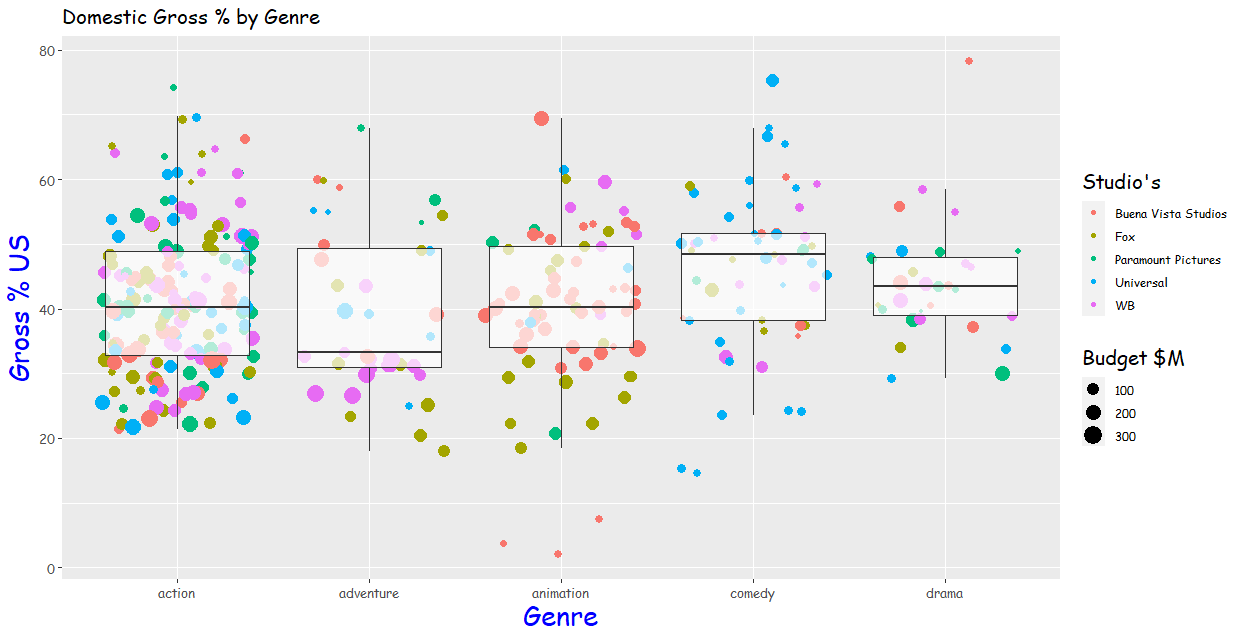 Domestic Gross % by Genre
Gross % US
80
60
40
20
0
action
adventure
animation
comedy
drama
Genre
Studio's
Buena Vista Studios
Fox
Paramount Pictures
Universal
WB
Budget $M
100
200
300